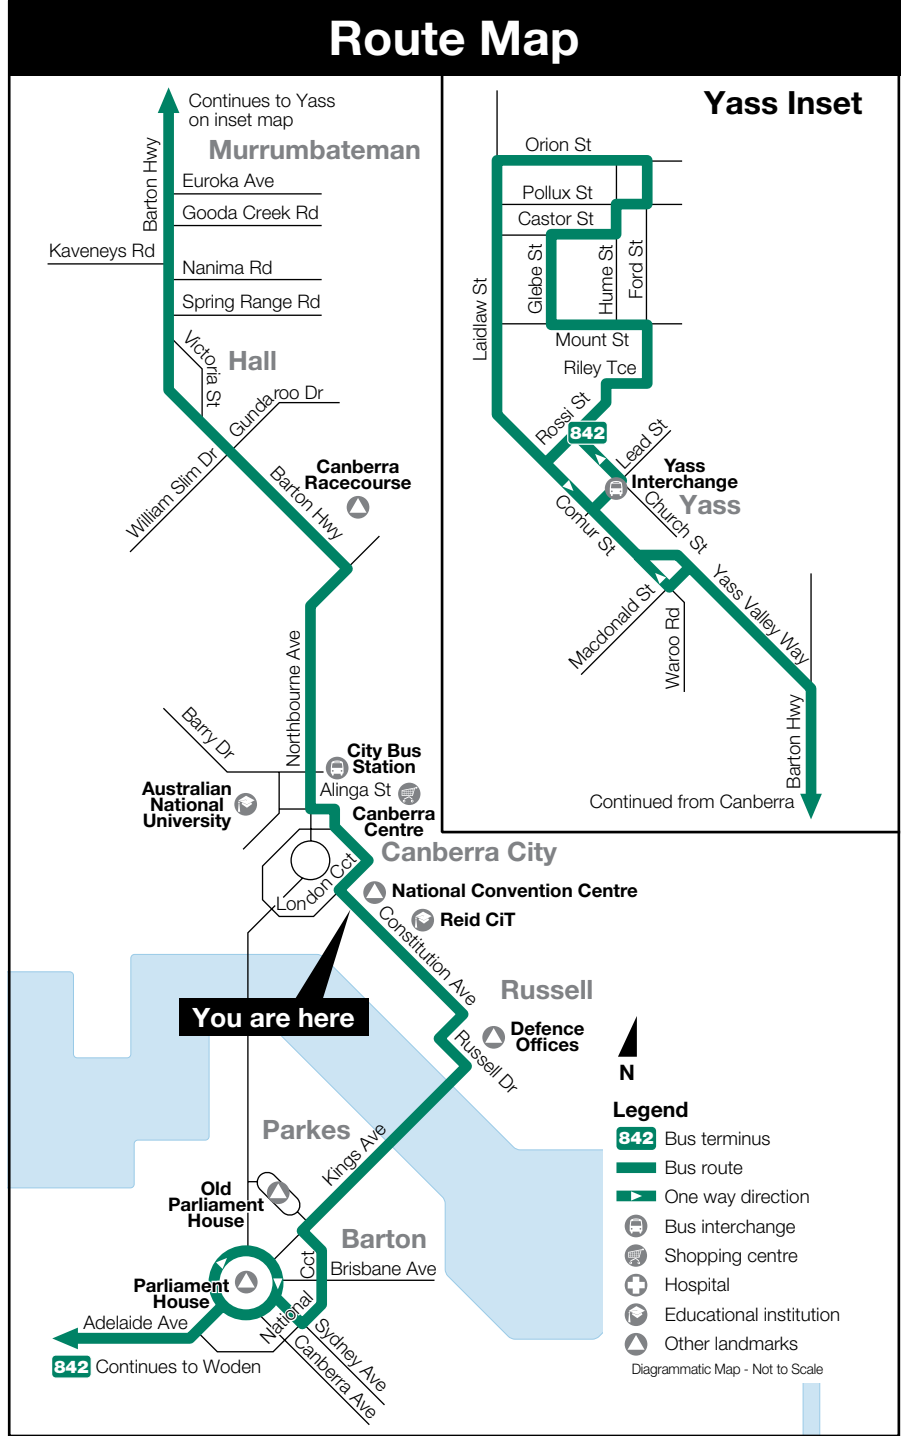 Route Map
Continues to Yass
on inset map
Murrumbateman
Barton Hwy
Euroka Ave
Gooda Creek Rd
Kaveneys Rd
Nanima Rd
Spring Range Rd
Victoria St
Hall
Gundaroo Dr
William Slim Dr
Barton Hwy
Canberra
Racecourse
Northbourne Ave
Barry Dr
City Bus
Station
Australian
National
University
Alinga St
Canberra
Centre
Canberra City
London Cct
National Convention Centre
Reid CiT
Constitution Ave
Russell
You are here
Defence
Offices
Russell Dr
Parkes
Kings Ave
Old
Parliament
House
Barton
National Cct
Brisbane Ave
Parliament
House
Adelaide Ave
Sydney Ave
Canberra Ave
842 Continues to Woden
Yass Inset
Orion St
Pollux St
Castor St
Glebe St
Hume St
Ford St
Laidlaw St
Mount St
Riley Tce
Rossi St
842
Lead St
Yass
Interchange
Yass
Church St
Comur St
Macdonald St
Waroo Rd
Yass Valley Way
Barton Hwy
Continued from Canberra
N
Legend
842 Bus terminus
Bus route
One way direction
Bus interchange
Shopping centre
Hospital
Educational institution
Other landmarks
Diagrammatic Map - Not to Scale